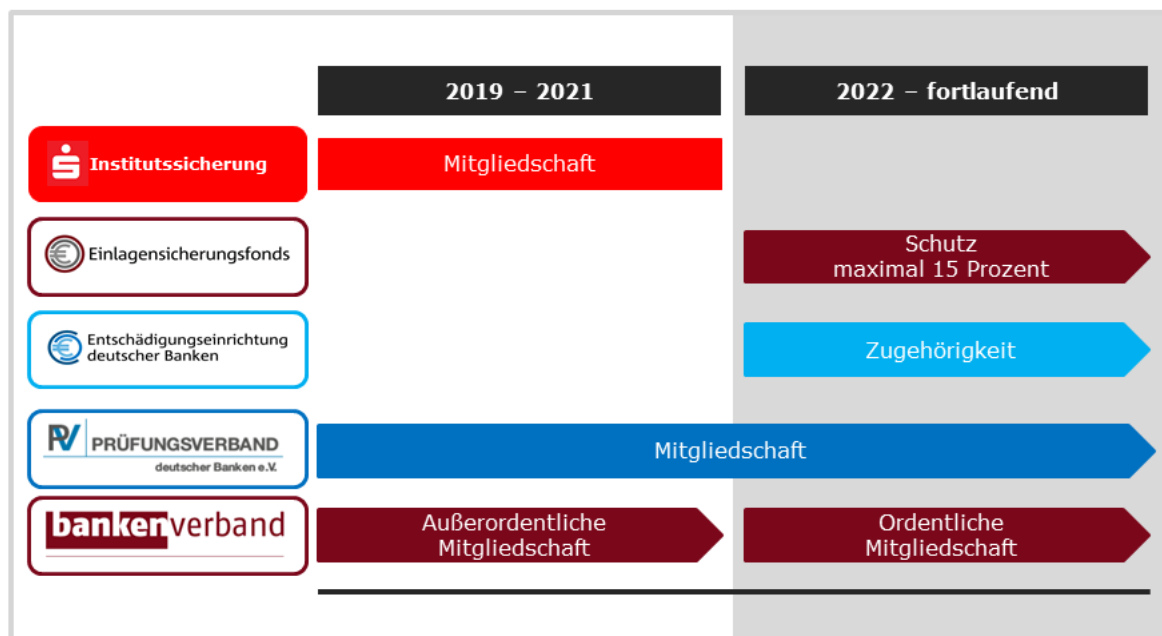 2019 – 2021
2022 – fortlaufend
Institutssicherung
Mitgliedschaft
Einlagensicherungsfonds
Schutz
maximal 15 Prozent
Entschädigungseinrichtung
deutscher Banken
Zugehörigkeit
PV PRÜFUNGSVERBAND
deutscher Banken e.V.
Mitgliedschaft
bankenverband
Außerordentliche
Mitgliedschaft
Ordentliche
Mitgliedschaft